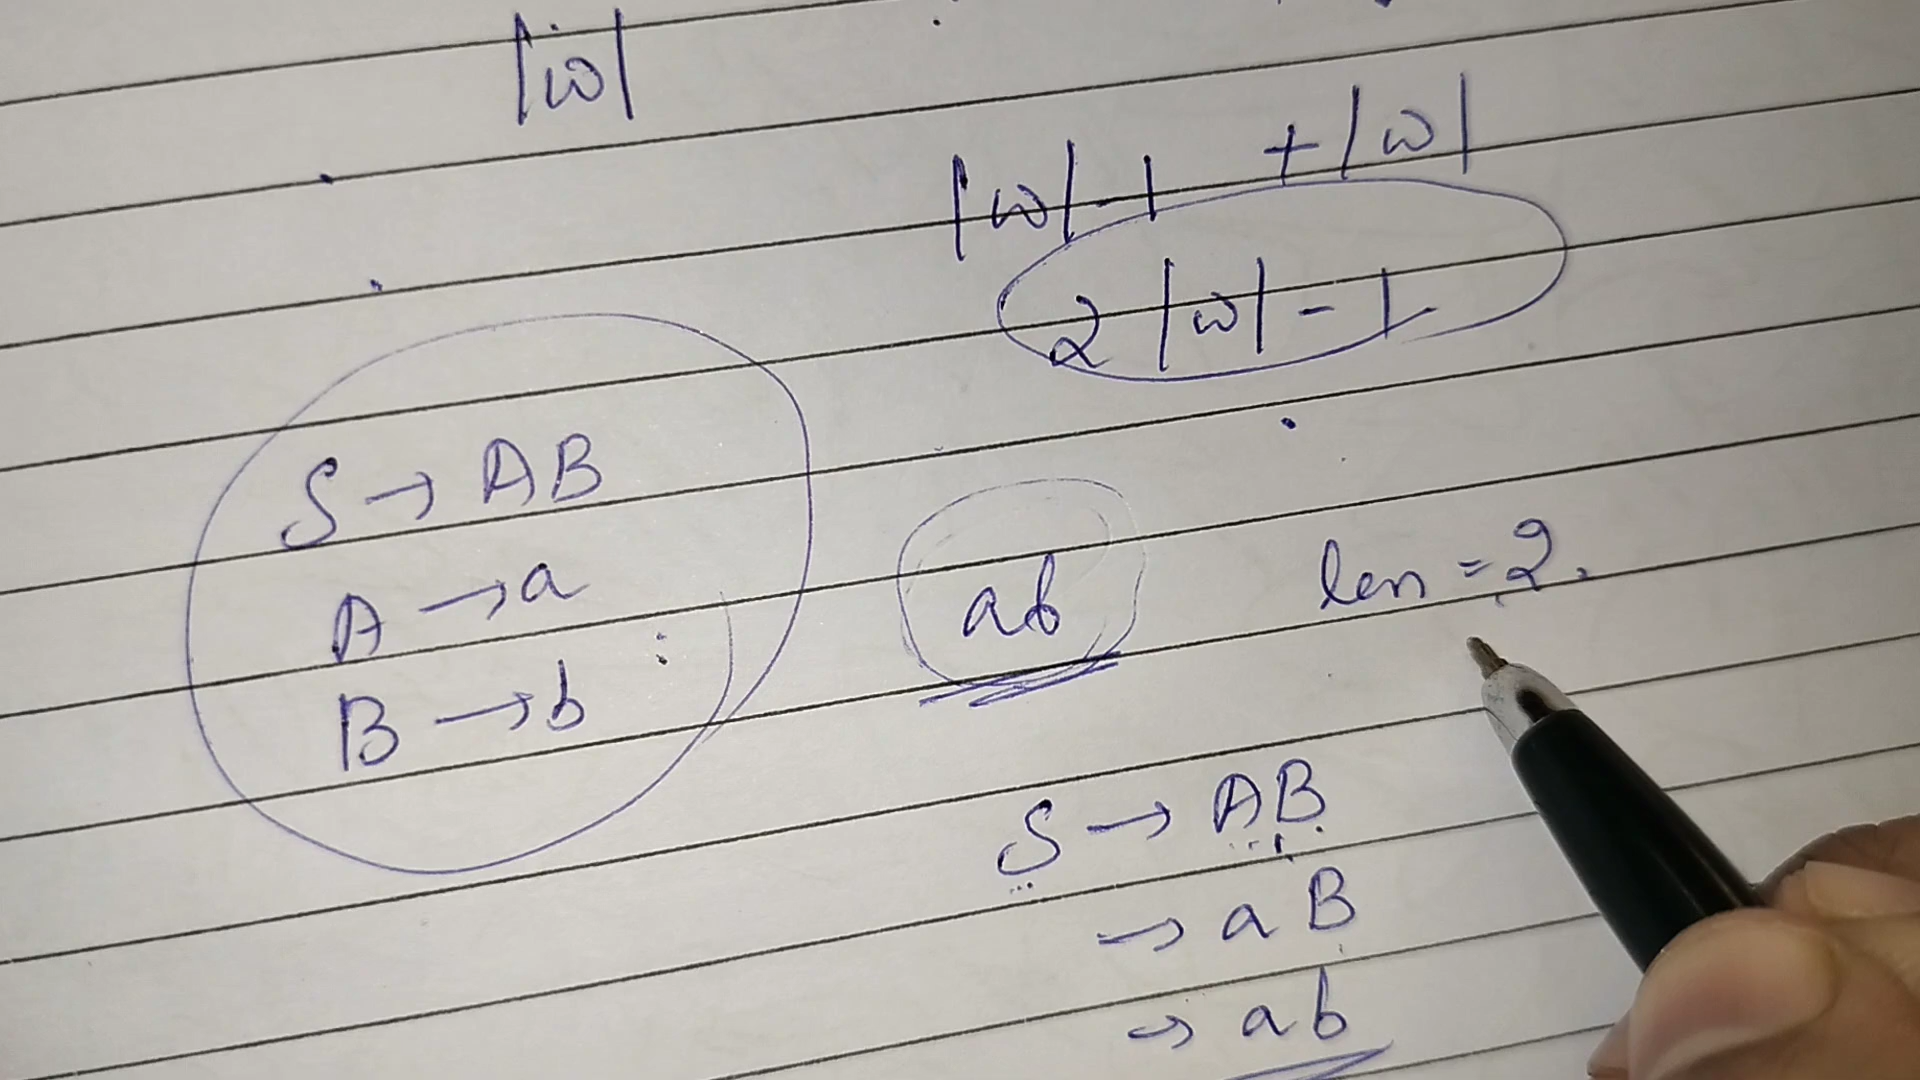 |ω|
|ω|-1 +|ω|
2|ω|-1
S → AB
A → a
B → b
ab
len = 2.
S → AB
→ aB
→ ab